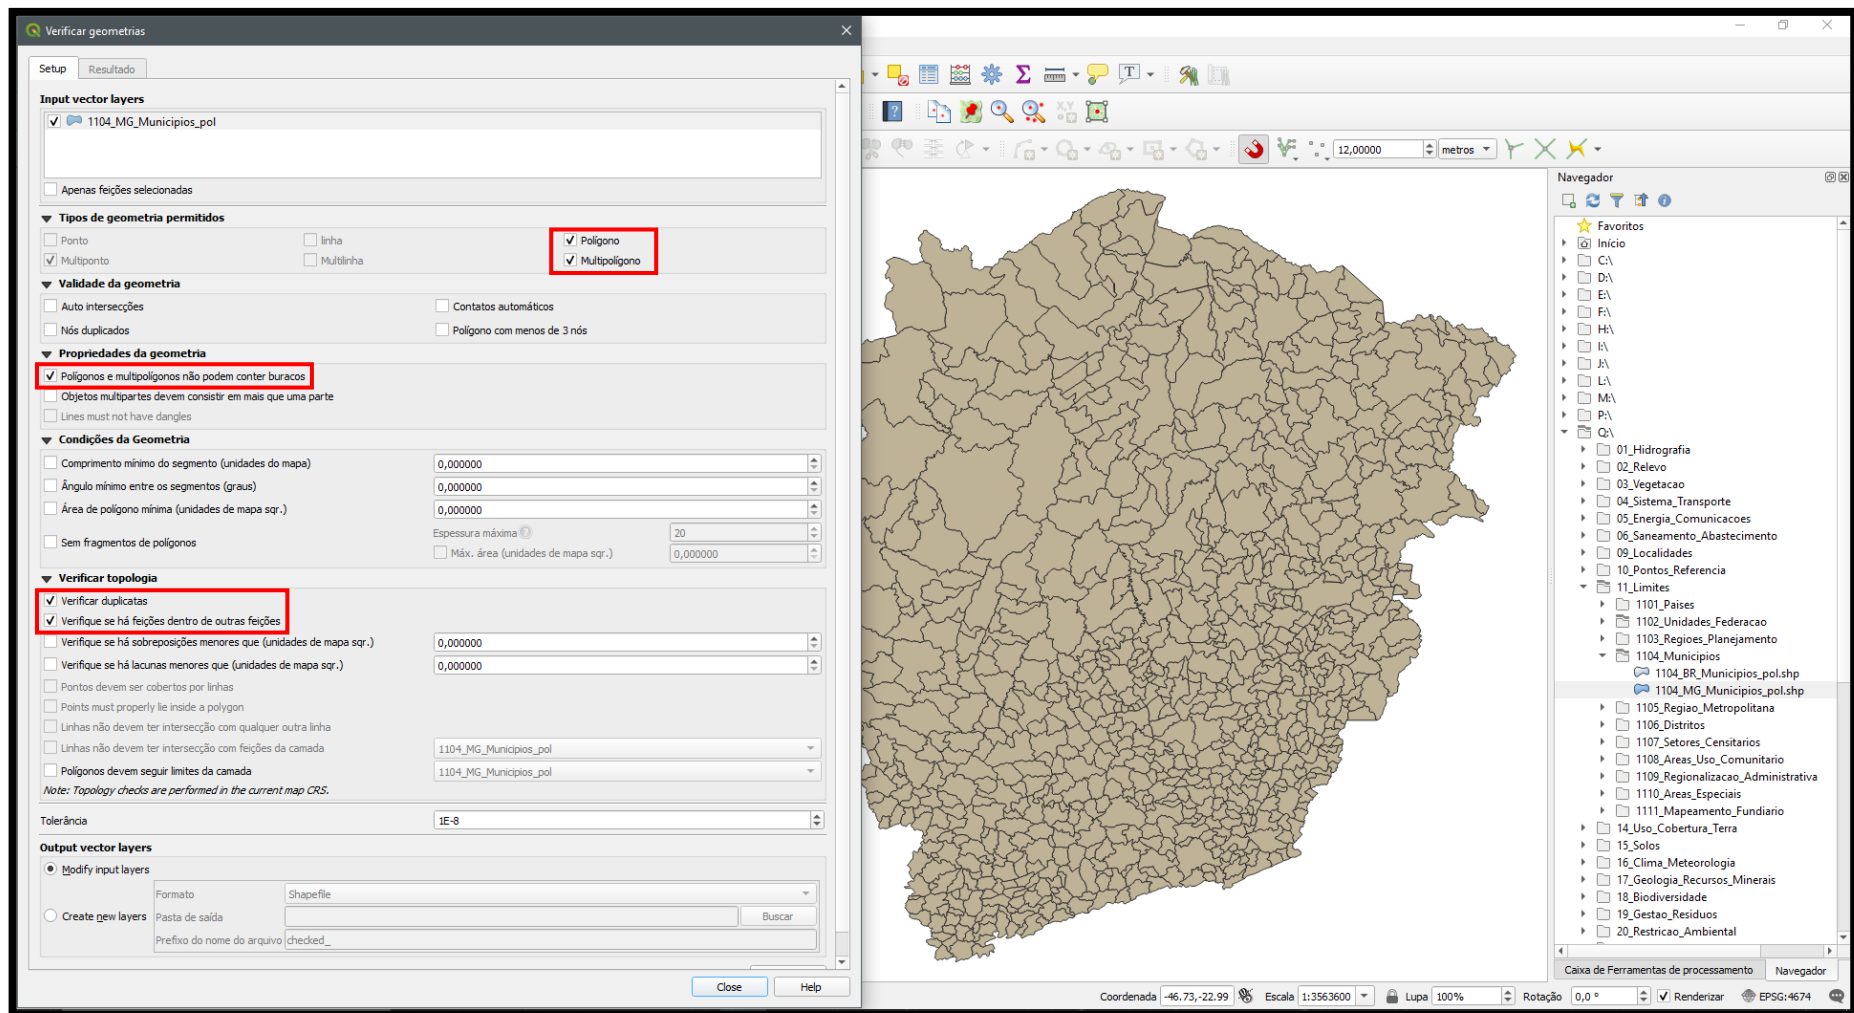 Verificar geometrias
Setup
Resultado
Input vector layers
1104_MG_Municipios_pol
Apenas feições selecionadas
Tipos de geometria permitidos
Ponto
linha
Polígono
Multiponto
Multilinha
Multipolígono
Validade da geometria
Auto intersecções
Contatos automáticos
Nós duplicados
Polígono com menos de 3 nós
Propriedades da geometria
Polígonos e multipolígonos não podem conter buracos
Objetos multipartes devem consistir em mais que uma parte
Lines must not have dangles
Condições da Geometria
Comprimento mínimo do segmento (unidades do mapa)
0,000000
Ângulo mínimo entre os segmentos (graus)
0,000000
Área de polígono mínima (unidades de mapa sqr.)
0,000000
Sem fragmentos de polígonos
Espessura máxima
20
Máx. área (unidades de mapa sqr.)
0,000000
Verificar topologia
Verificar duplicatas
Verifique se há feições dentro de outras feições
Verifique se há sobreposições menores que (unidades de mapa sqr.)
0,000000
Verifique se há lacunas menores que (unidades de mapa sqr.)
0,000000
Pontos devem ser cobertos por linhas
Points must properly lie inside a polygon
Linhas não devem ter intersecção com qualquer outra linha
Linhas não devem ter intersecção com feições da camada
1104_MG_Municipios_pol
Polígonos devem seguir limites da camada
1104_MG_Municipios_pol
Note: Topology checks are performed in the current map CRS.
Tolerância
1E-8
Output vector layers
Modify input layers
Create new layers
Formato
Shapefile
Pasta de saída
Buscar
Prefixo do nome do arquivo
checked_
Close
Help
12,00000
metros
Navegador
Favoritos
Início
C:\
D:\
E:\
F:\
H:\
I:\
J:\
L:\
M:\
P:\
Q:\
01_Hidrografia
02_Relevo
03_Vegetacao
04_Sistema_Transporte
05_Energia_Comunicacoes
06_Saneamento_Abastecimento
09_Localidades
10_Pontos_Referencia
11_Limites
1101_Paises
1102_Unidades_Federacao
1103_Regioes_Planejamento
1104_Municipios
1104_BR_Municipios_pol.shp
1104_MG_Municipios_pol.shp
1105_Regiao_Metropolitana
1106_Distritos
1107_Setores_Censitarios
1108_Areas_Uso_Comunitario
1109_Regionalizacao_Administrativa
1110_Areas_Especiais
1111_Mapeamento_Fundiario
14_Uso_Cobertura_Terra
15_Solos
16_Clima_Meteorologia
17_Geologia_Recursos_Minerais
18_Biodiversidade
19_Gestao_Residuos
20_Restricao_Ambiental
Caixa de Ferramentas de processamento
Navegador
Coordenada
-46.73,-22.99
Escala
1:3563600
Lupa
100%
Rotação
0,0 °
Renderizar
EPSG:4674